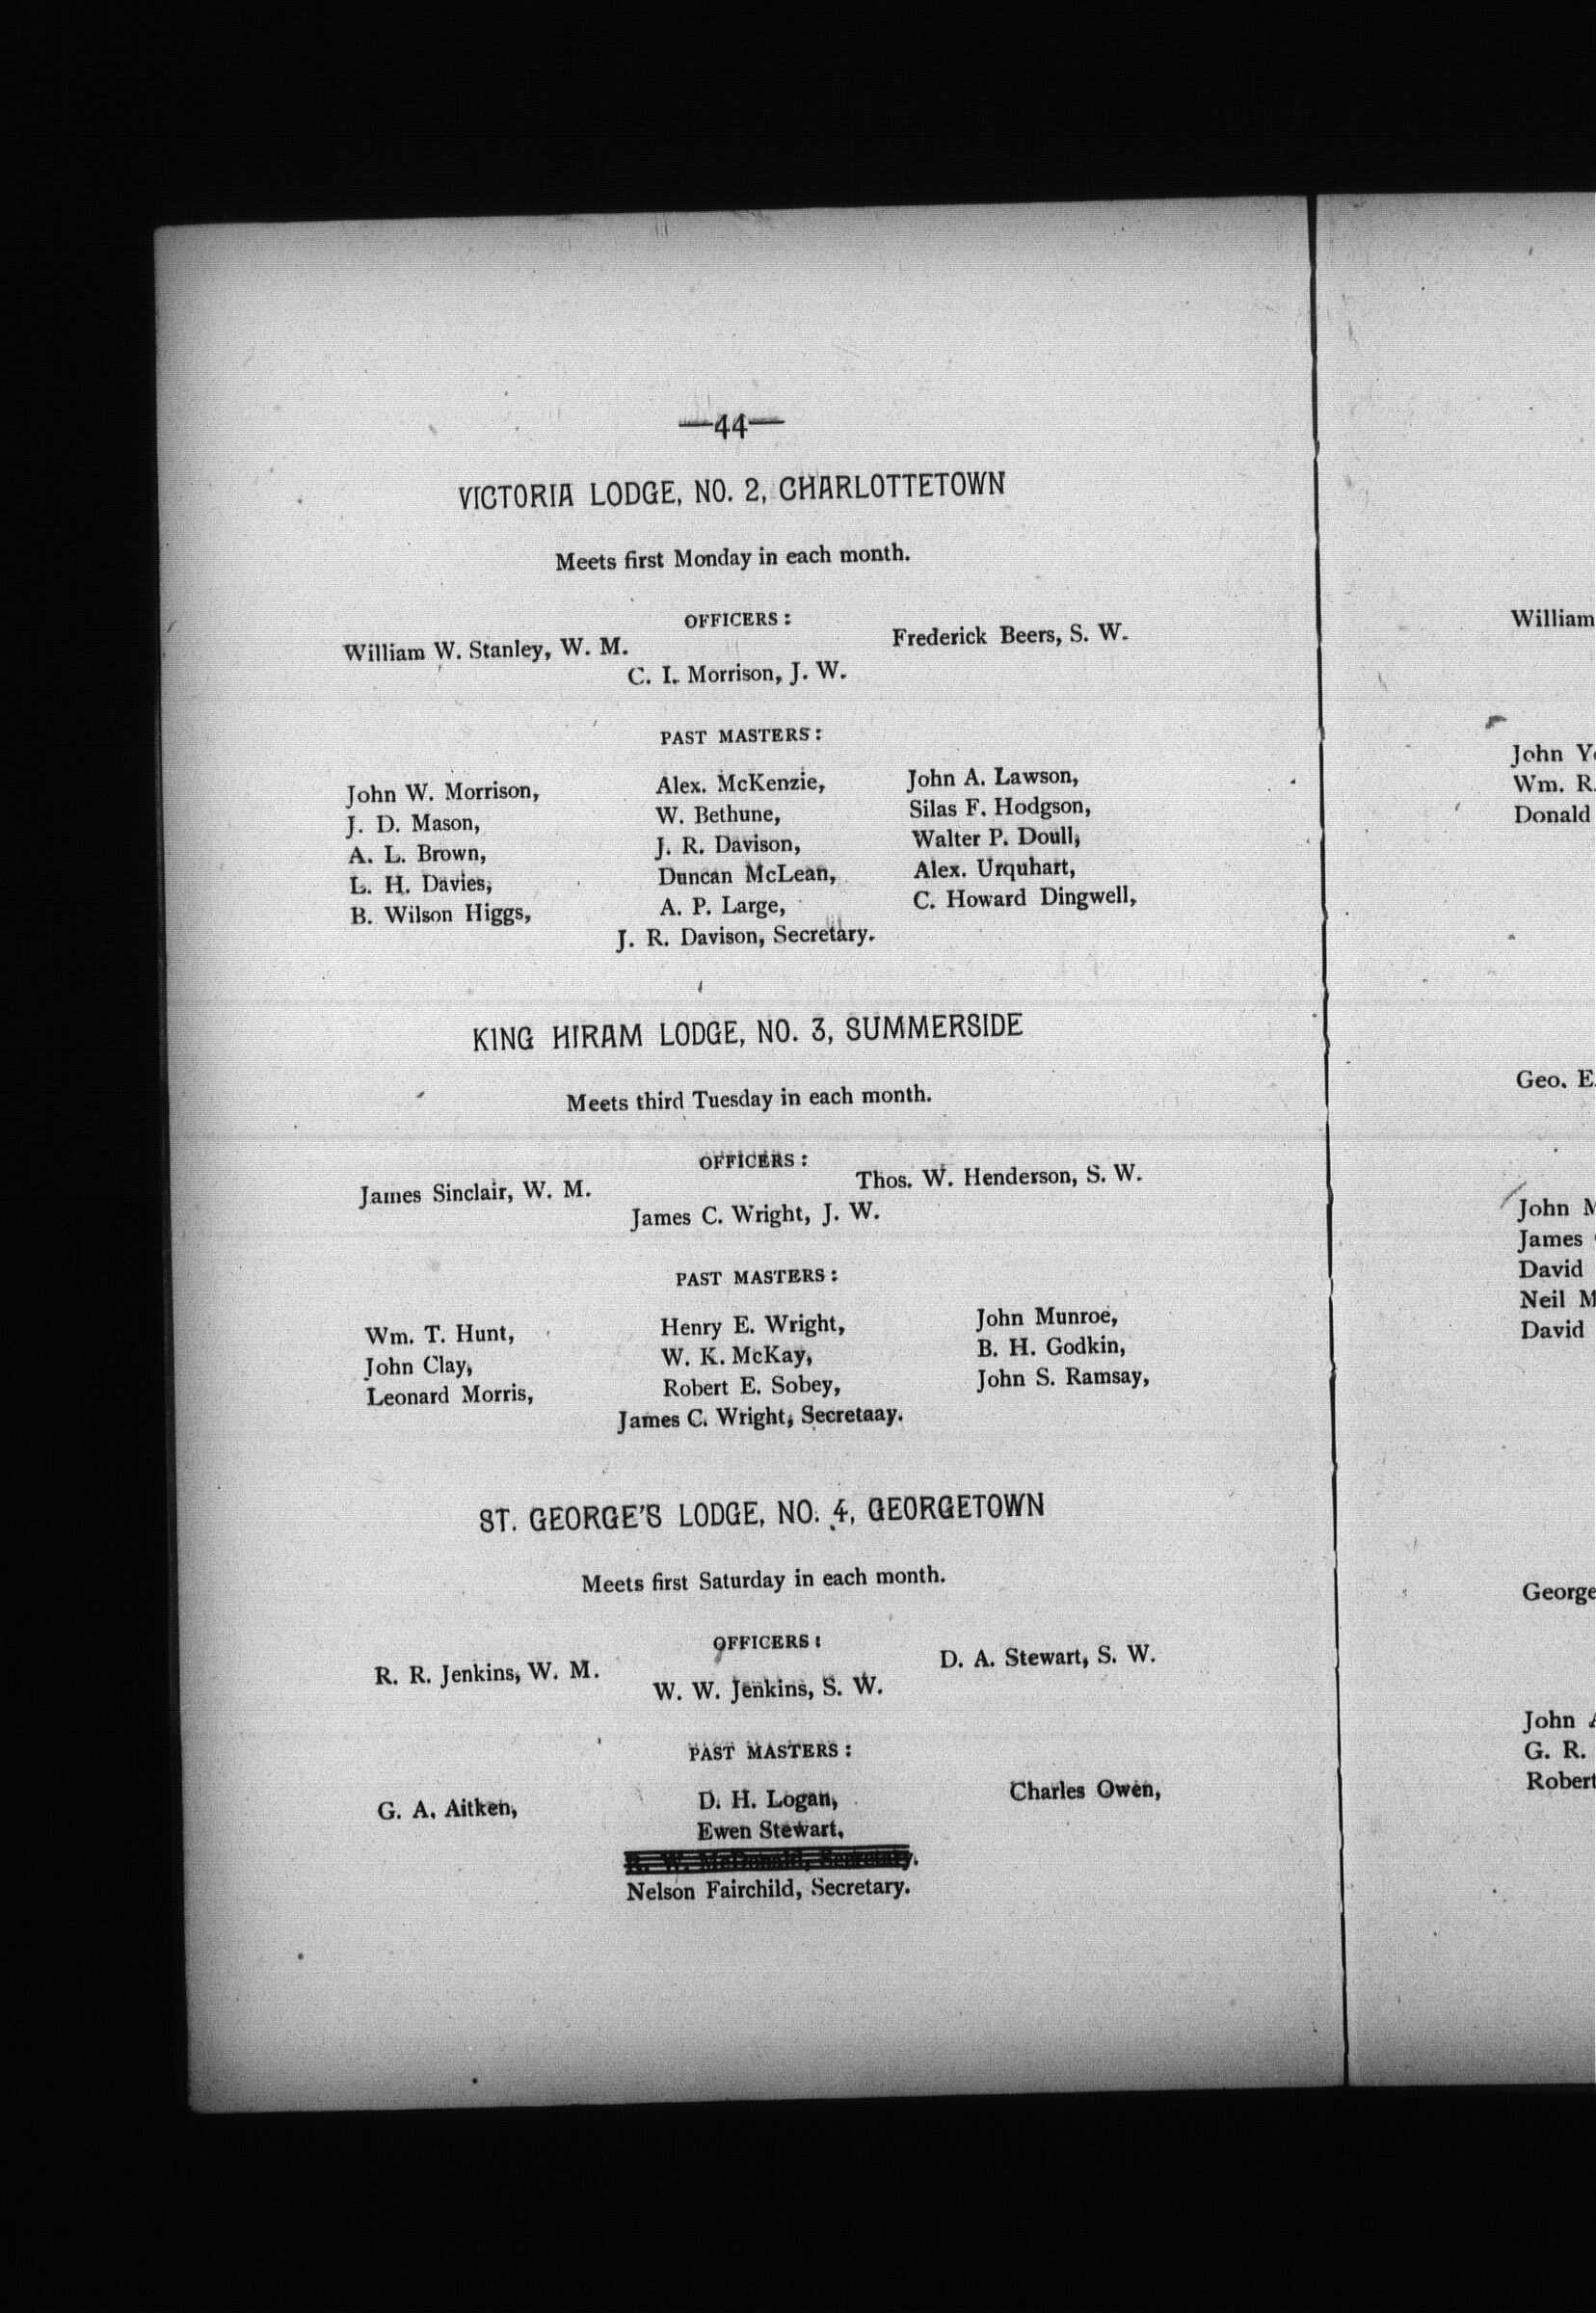 —44—
VICTORIA LODGE, NO. 2, CHARLOTTETOWN
Meets first Monday in each month.
OFFICERS:
William W. Stanley, W. M. Frederick Beers, S. W.
C. I. Morrison, J. W.
PAST MASTERS:
John W. Morrison, Alex. McKenzie, John A. Lawson,
J. D. Mason, W. Bethune, Silas F. Hodgson,
A. L. Brown, J. R. Davison, Walter P. Doull,
L. H. Davies, Duncan McLean, Alex. Urquhart,
B. Wilson Higgs, A. P. Large, C. Howard Dingwell,
J. R. Davison, Secretary.
KING HIRAM LODGE, NO. 3, SUMMERSIDE
Meets third Tuesday in each month.
OFFICERS:
James Sinclair, W. M. Thos. W. Henderson, S. W.
James C. Wright, J. W.
PAST MASTERS:
Wm. T. Hunt, Henry E. Wright, John Munroe,
John Clay, W. K. McKay, B. H. Godkin,
Leonard Morris, Robert E. Sobey, John S. Ramsay,
James C. Wright, Secretaay.
ST. GEORGE'S LODGE, NO. 4, GEORGETOWN
Meets first Saturday in each month.
OFFICERS:
R. R. Jenkins, W. M. D. A. Stewart, S. W.
W. W. Jenkins, S. W.
PAST MASTERS:
G. A. Aitken, D. H. Logan, Charles Owen,
Ewen Stewart,
W. McDonald, Secretary.
Nelson Fairchild, Secretary.
William
John
Wm. R.
Donald
Geo. E.
John
James
David
Neil
David
George
John
G. R.
Robert